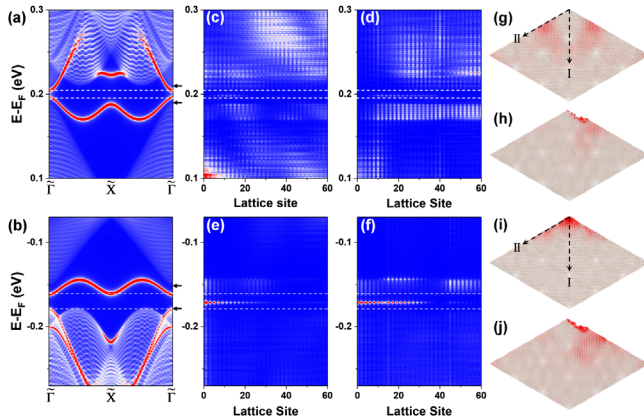 (a)
(c)
(d)
(g)
0.3
0.3
E-E_F (eV)
0.2
0.2
0.1
0.1
Γ̃
X̃
Γ̃
0
20
40
60
0
20
40
60
Lattice site
Lattice Site
II
I
(h)
(b)
(e)
(f)
(i)
-0.1
-0.1
E-E_F (eV)
-0.2
-0.2
Γ̃
X̃
Γ̃
0
20
40
60
0
20
40
60
Lattice Site
Lattice Site
II
I
(j)